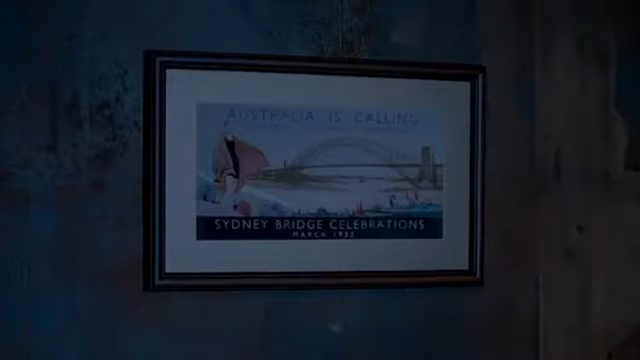 AUSTRALIA IS CALLING
SYDNEY BRIDGE CELEBRATIONS
MARCH 1932